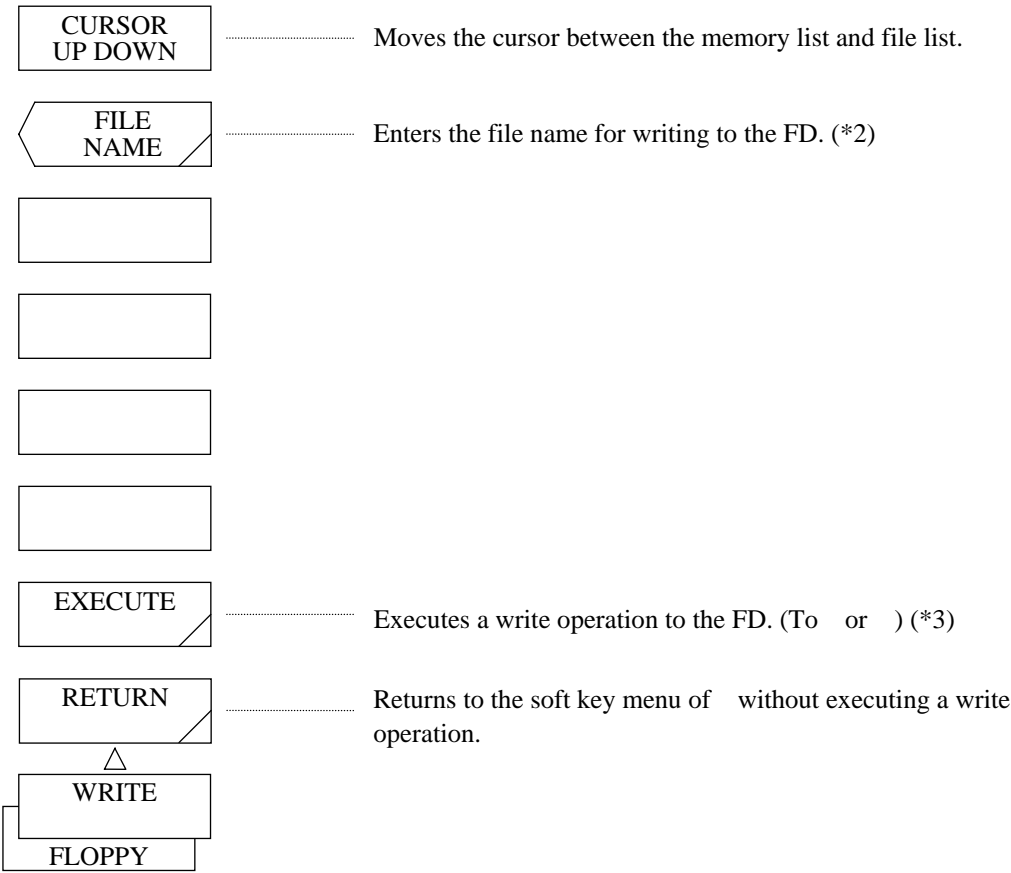 CURSOR
UP DOWN
Moves the cursor between the memory list and file list.
FILE
NAME
Enters the file name for writing to the FD. (*2)
EXECUTE
Executes a write operation to the FD. (To or ) (*3)
RETURN
Returns to the soft key menu of without executing a write
operation.
WRITE
FLOPPY